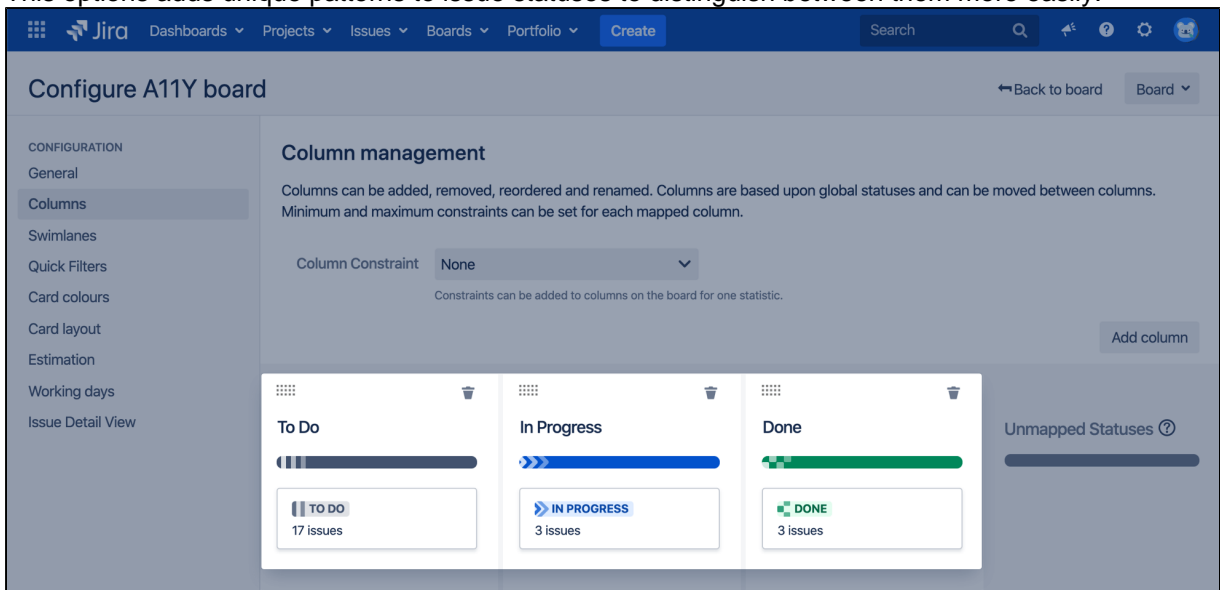 This options adds unique patterns to issue statuses to distinguish between them more easily.
Jira Dashboards Projects Issues Boards Portfolio Create Search
Configure A11Y board
Back to board Board
CONFIGURATION
General
Columns
Swimlanes
Quick Filters
Card colours
Card layout
Estimation
Working days
Issue Detail View
Column management
Columns can be added, removed, reordered and renamed. Columns are based upon global statuses and can be moved between columns.
Minimum and maximum constraints can be set for each mapped column.
Column Constraint None
Constraints can be added to columns on the board for one statistic.
Add column
To Do In Progress Done Unmapped Statuses
TO DO IN PROGRESS DONE
17 issues 3 issues 3 issues